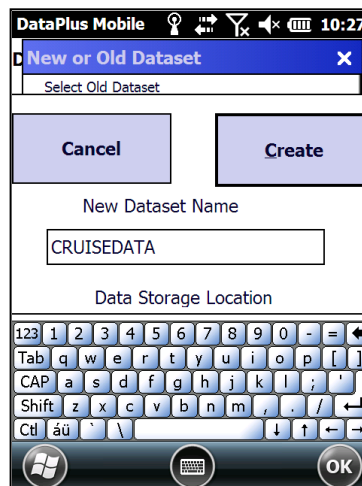 DataPlus Mobile 10:27
D New or Old Dataset X
Select Old Dataset
Cancel Create
New Dataset Name
CRUISEDATA
Data Storage Location
123 1 2 3 4 5 6 7 8 9 0 - = 
Tab q w e r t y u i o p [ ]
CAP a s d f g h j k l ; '
Shift z x c v b n m , . /
Ctl áü ` \
OK